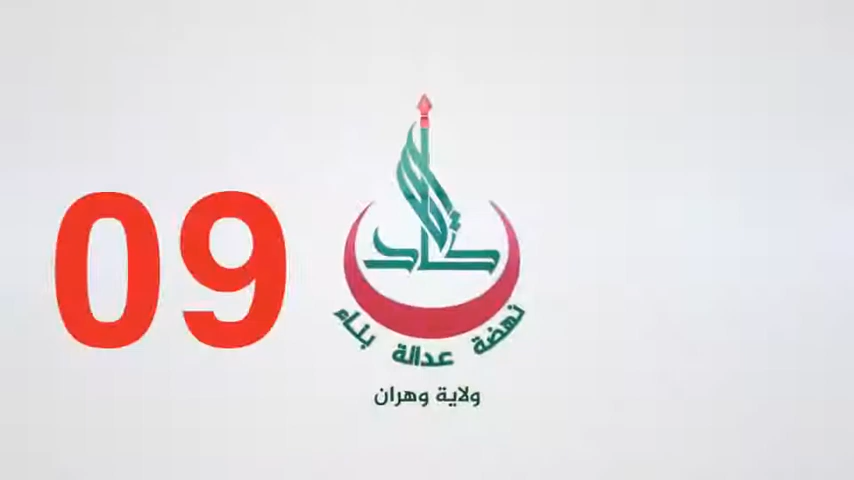 09
نهضة عدالة بناء
ولاية وهران